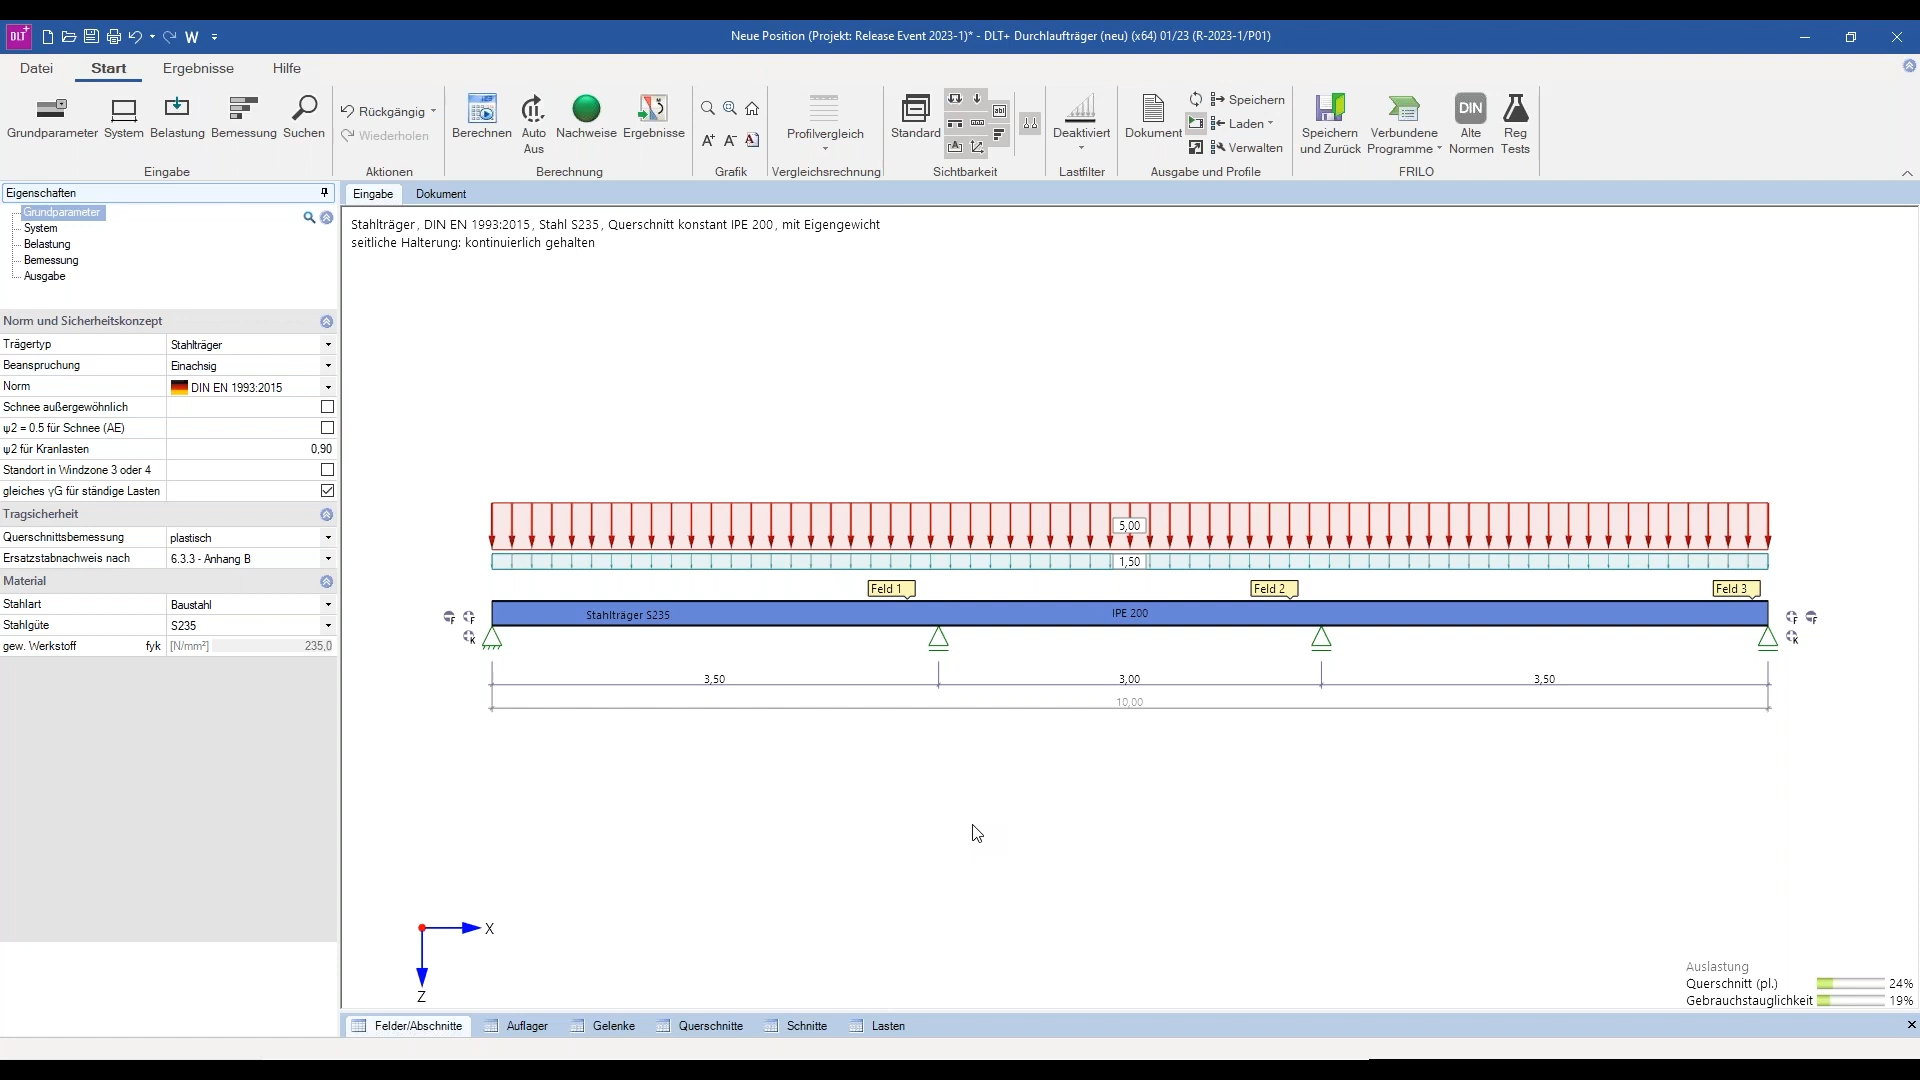 DLT+
W
Neue Position (Projekt: Release Event 2023-1)* - DLT+ Durchlaufträger (neu) (x64) 01/23 (R-2023-1/P01)
Datei Start Ergebnisse Hilfe
Grundparameter System Belastung Bemessung Suchen
Eingabe
Rückgängig
Wiederholen
Aktionen
Berechnen Auto Aus Nachweise Ergebnisse
Berechnung
Grafik
Profilvergleich
Vergleichsrechnung
Standard
Sichtbarkeit
Deaktiviert
Lastfilter
Dokument
Speichern
Laden
Verwalten
Ausgabe und Profile
Speichern und Zurück
Verbundene Programme
DIN
Alte Normen
Reg Tests
FRILO
Eigenschaften
Grundparameter
System
Belastung
Bemessung
Ausgabe
Norm und Sicherheitskonzept
Trägertyp Stahlträger
Beanspruchung Einachsig
Norm DIN EN 1993:2015
Schnee außergewöhnlich
ψ2 = 0.5 für Schnee (AE)
ψ2 für Kranlasten 0,90
Standort in Windzone 3 oder 4
gleiches γG für ständige Lasten
Tragsicherheit
Querschnittsbemessung plastisch
Ersatzstabnachweis nach 6.3.3 - Anhang B
Material
Stahlart Baustahl
Stahlgüte S235
gew. Werkstoff fyk [N/mm²] 235,0
Eingabe Dokument
Stahlträger, DIN EN 1993:2015, Stahl S235, Querschnitt konstant IPE 200, mit Eigengewicht
seitliche Halterung: kontinuierlich gehalten
5,00
1,50
Feld 1 Feld 2 Feld 3
Stahlträger S235 IPE 200
F F F F
K K
3,50 3,00 3,50
10,00
X
Z
Auslastung
Querschnitt (pl.) 24%
Gebrauchstauglichkeit 19%
Felder/Abschnitte Auflager Gelenke Querschnitte Schnitte Lasten